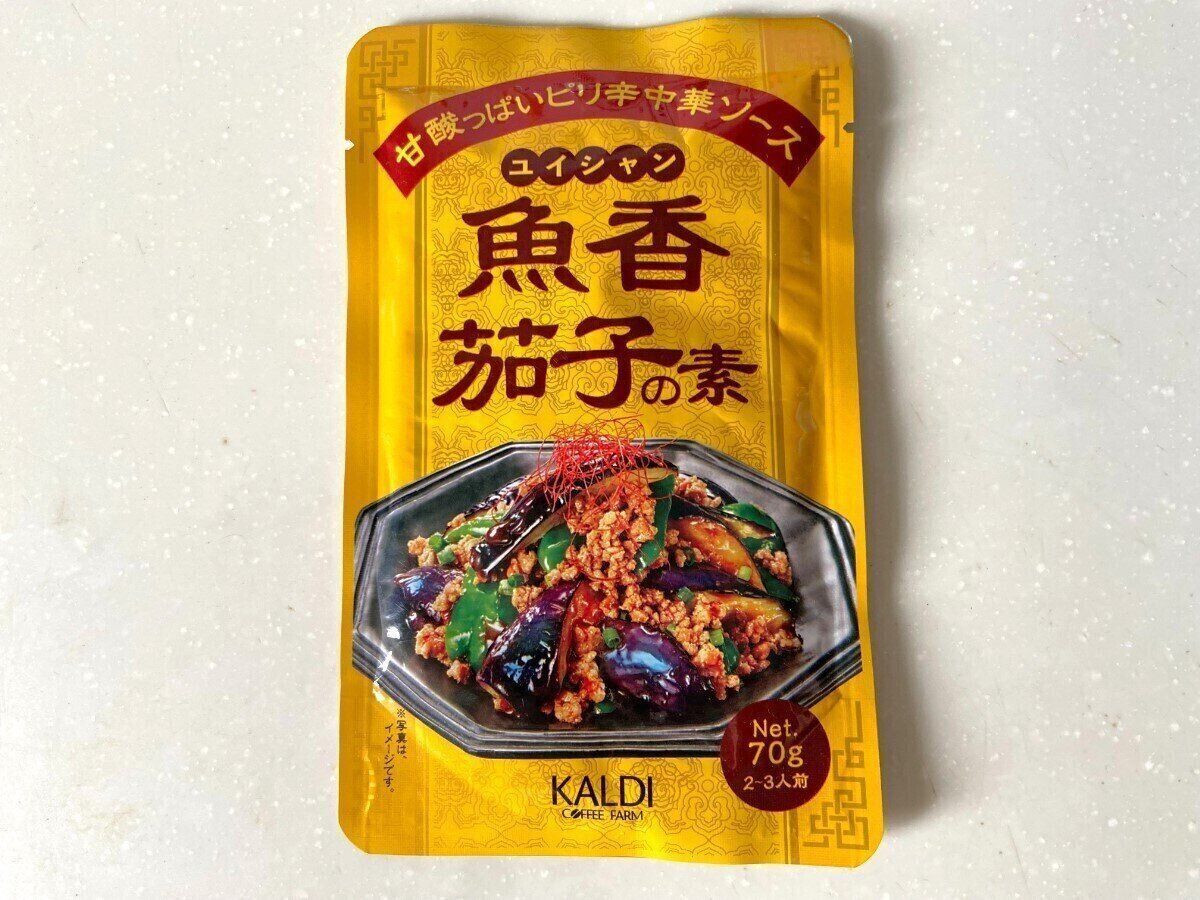 甘酸っぱいピリ辛中華ソース
ユイシャン
魚香
茄子の素
※写真は、
イメージです。
Net.
70g
2~3人前
KALDI
COFFEE FARM